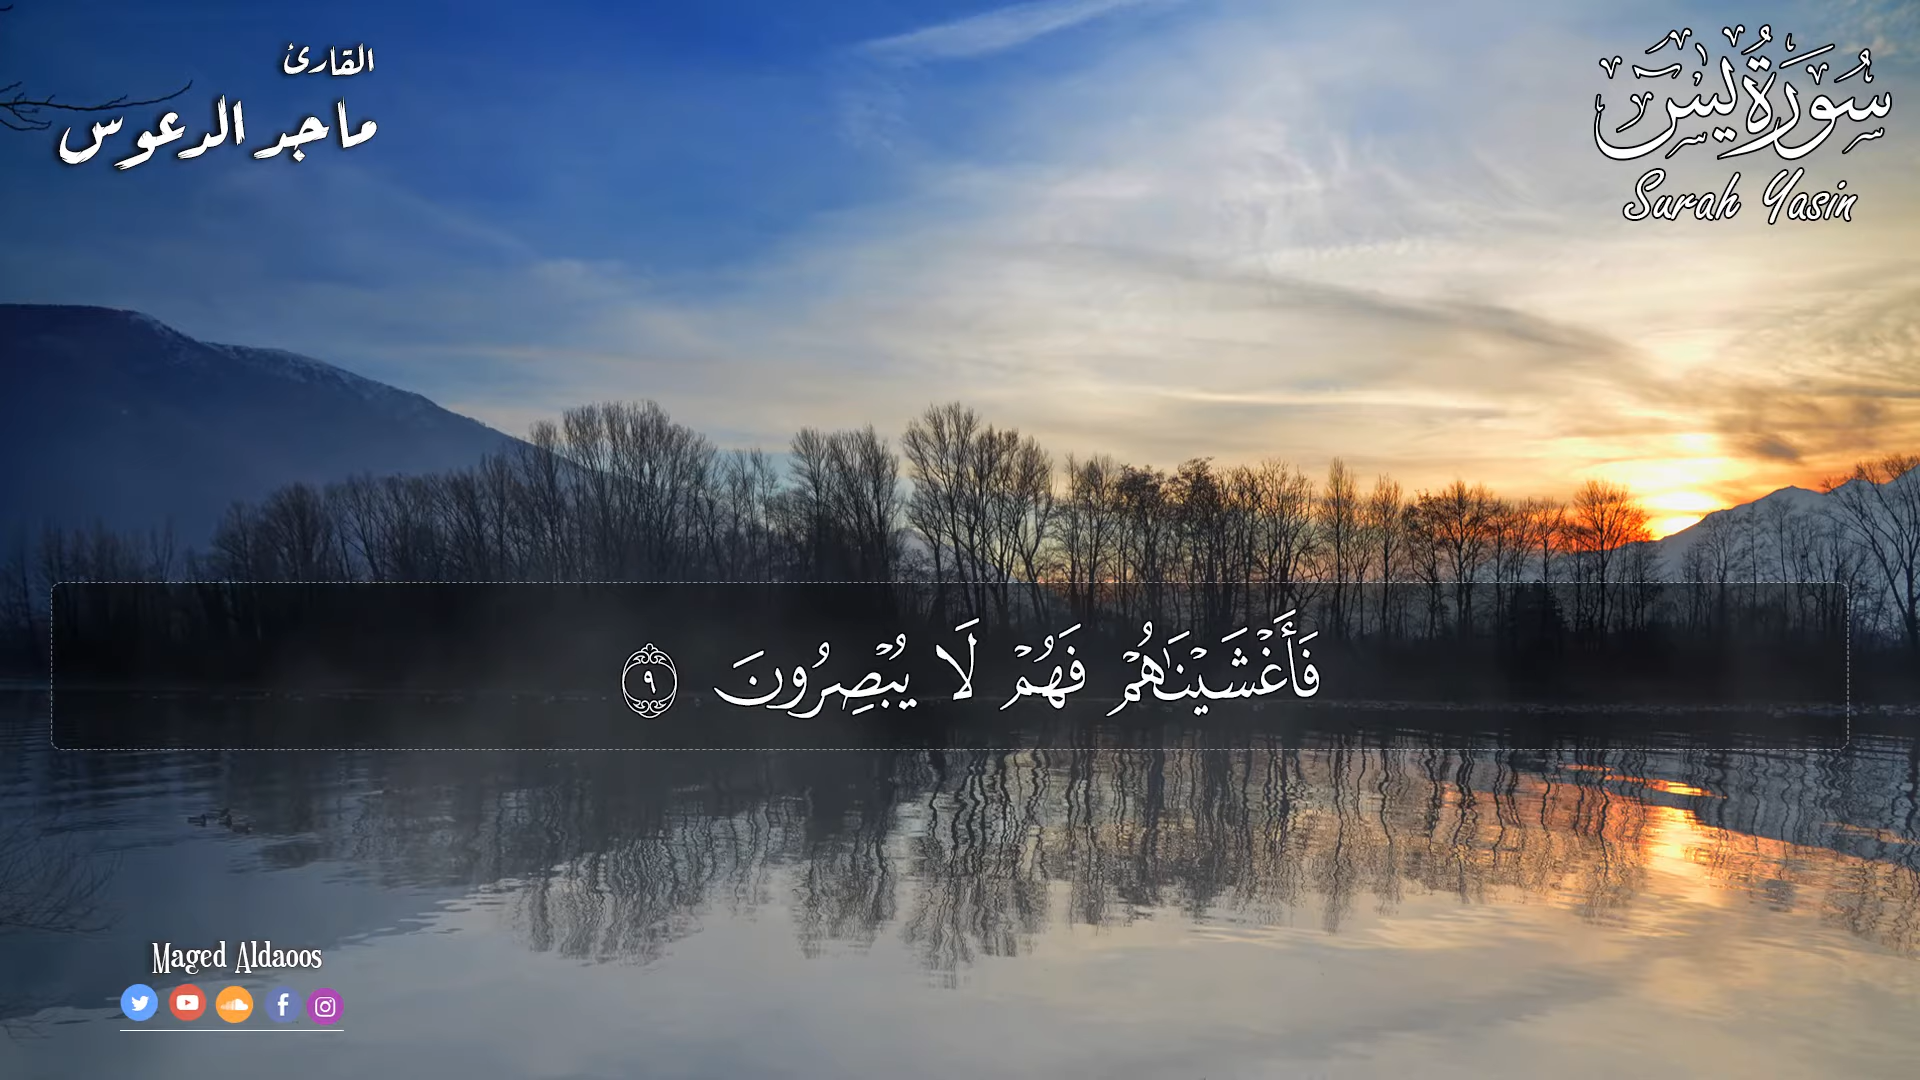 القارئ
ماجد الدعوس
سُورَةُ يسٓ
Surah Yasin
فَأَغْشَيْنَٰهُمْ فَهُمْ لَا يُبْصِرُونَ ٩
Maged Aldaoos